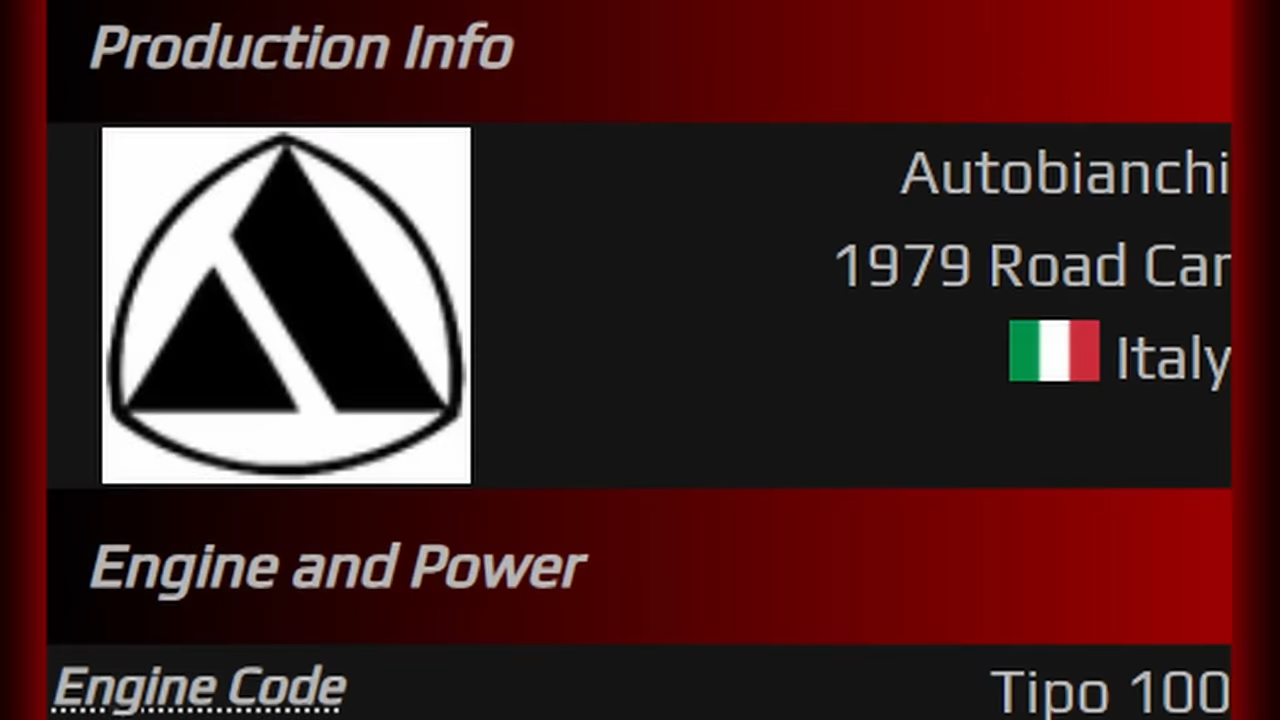 Production Info
Autobianchi
1979 Road Car
Italy
Engine and Power
Engine Code Tipo 100